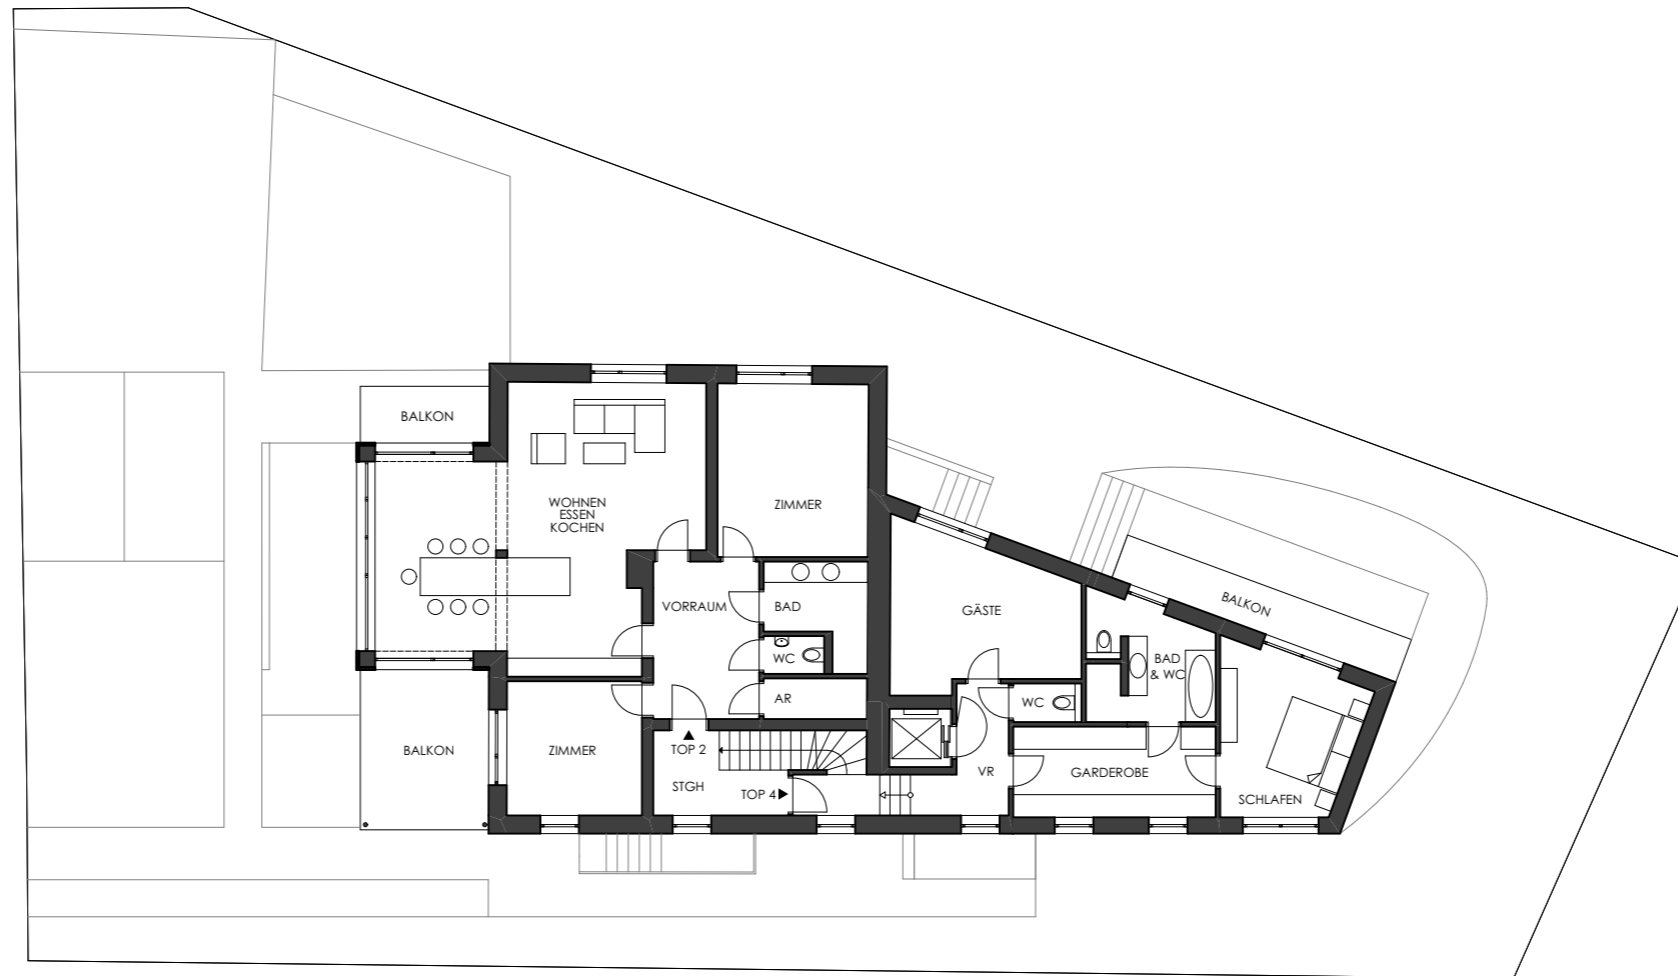 BALKON
WOHNEN
ESSEN
KOCHEN
ZIMMER
VORRAUM
BAD
WC
AR
BALKON
ZIMMER
TOP 2
STGH
TOP 4
GÄSTE
BALKON
BAD
& WC
WC
VR
GARDEROBE
SCHLAFEN